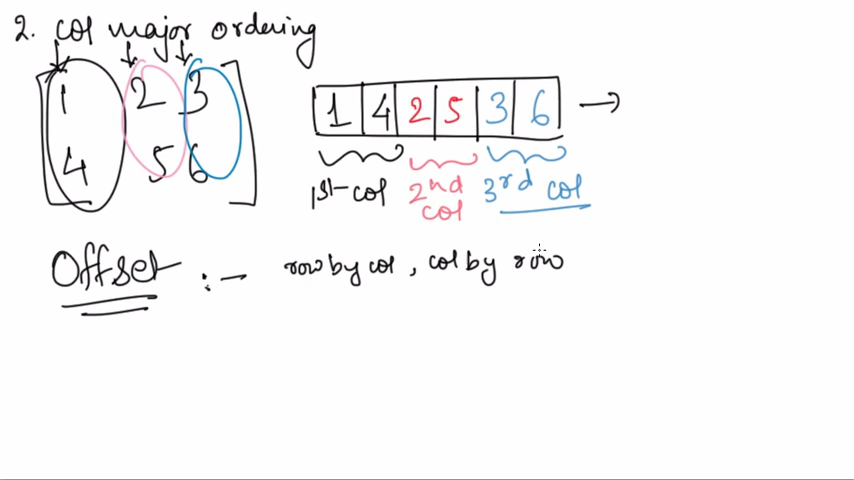 2. col major ordering
1 2 3
4 5 6
1 4 2 5 3 6
1st col 2nd col 3rd col
Offset :- row by col, col by row